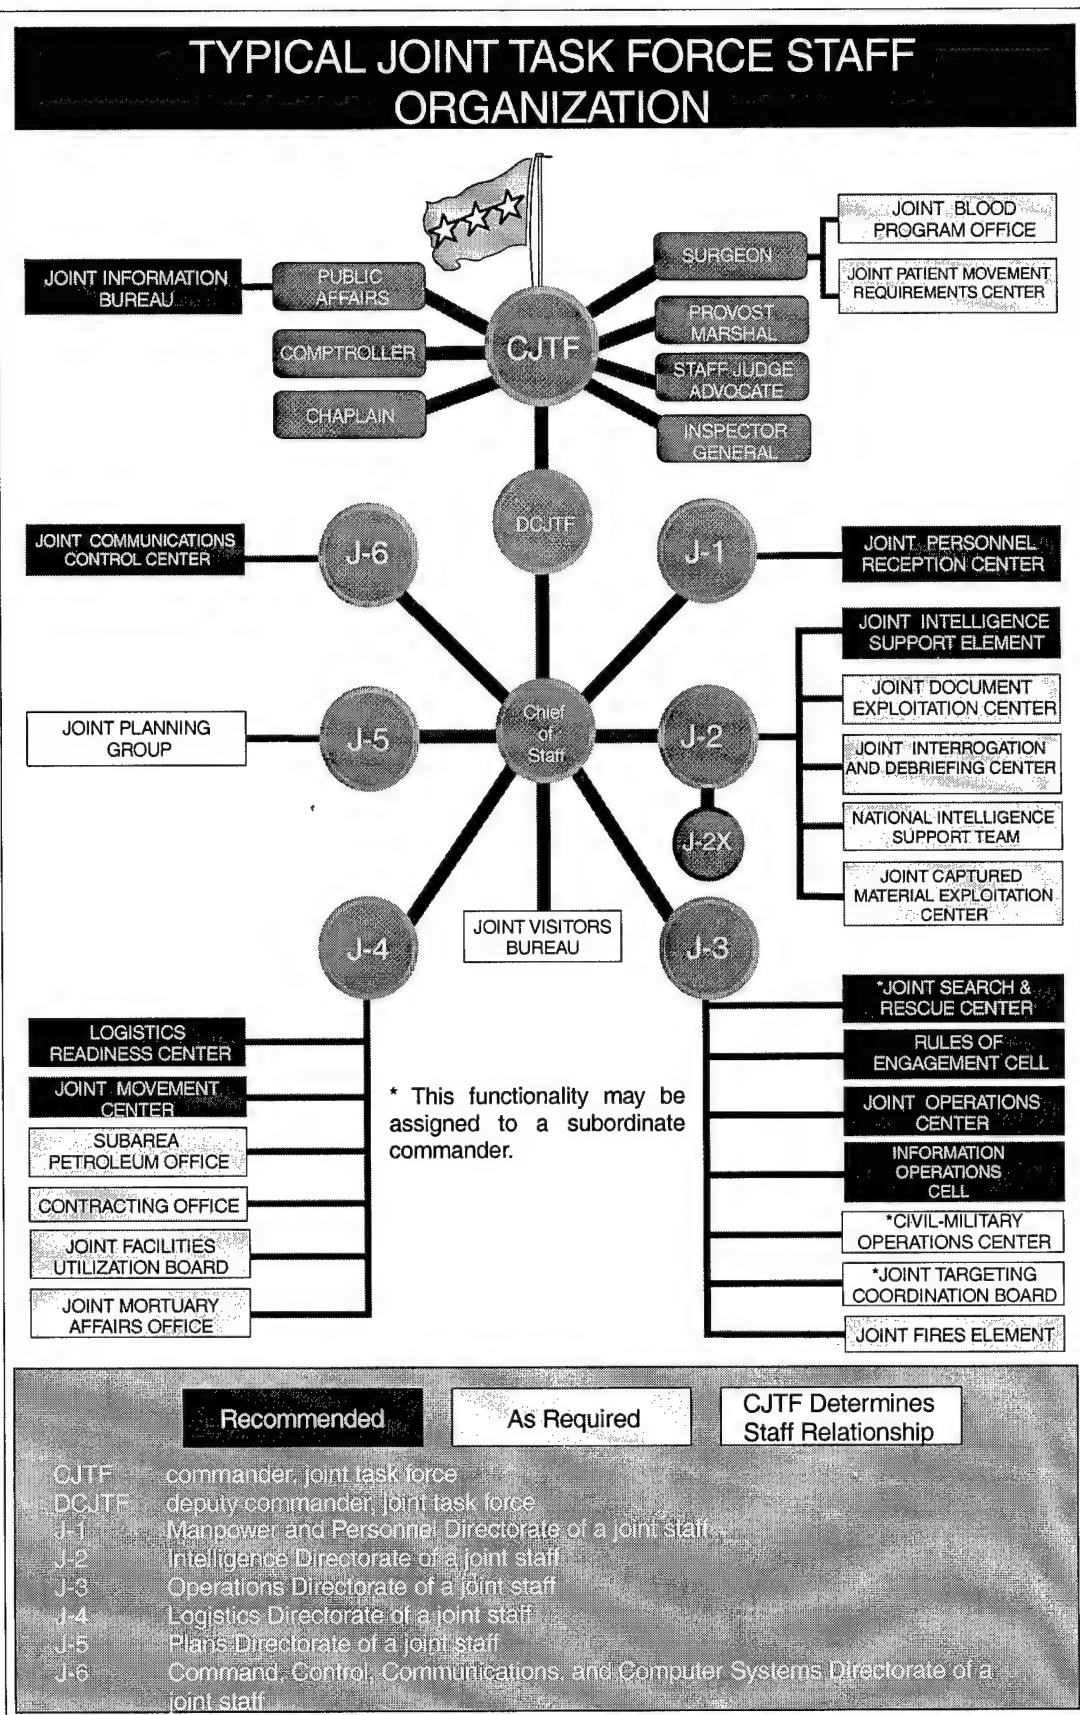 TYPICAL JOINT TASK FORCE STAFF
ORGANIZATION
JOINT BLOOD
PROGRAM OFFICE
SURGEON
JOINT PATIENT MOVEMENT
REQUIREMENTS CENTER
JOINT INFORMATION
BUREAU
PUBLIC
AFFAIRS
PROVOST
MARSHAL
CJTF
COMPTROLLER
STAFF JUDGE
ADVOCATE
CHAPLAIN
INSPECTOR
GENERAL
DCJTF
JOINT COMMUNICATIONS
CONTROL CENTER
J-6
J-1
JOINT PERSONNEL
RECEPTION CENTER
JOINT INTELLIGENCE
SUPPORT ELEMENT
JOINT DOCUMENT
EXPLOITATION CENTER
JOINT PLANNING
GROUP
J-5
Chief
of
Staff
J-2
JOINT INTERROGATION
AND DEBRIEFING CENTER
J-2X
NATIONAL INTELLIGENCE
SUPPORT TEAM
JOINT CAPTURED
MATERIAL EXPLOITATION
CENTER
J-4
JOINT VISITORS
BUREAU
J-3
*JOINT SEARCH &
RESCUE CENTER
LOGISTICS
READINESS CENTER
RULES OF
ENGAGEMENT CELL
JOINT MOVEMENT
CENTER
* This functionality may be
assigned to a subordinate
commander.
JOINT OPERATIONS
CENTER
SUBAREA
PETROLEUM OFFICE
INFORMATION
OPERATIONS
CELL
CONTRACTING OFFICE
*CIVIL-MILITARY
OPERATIONS CENTER
JOINT FACILITIES
UTILIZATION BOARD
*JOINT TARGETING
COORDINATION BOARD
JOINT MORTUARY
AFFAIRS OFFICE
JOINT FIRES ELEMENT
Recommended
As Required
CJTF Determines
Staff Relationship
CJTF commander, joint task force
DCJTF deputy commander, joint task force
J-1 Manpower and Personnel Directorate of a joint staff
J-2 Intelligence Directorate of a joint staff
J-3 Operations Directorate of a joint staff
J-4 Logistics Directorate of a joint staff
J-5 Plans Directorate of a joint staff
J-6 Command, Control, Communications, and Computer Systems Directorate of a
joint staff